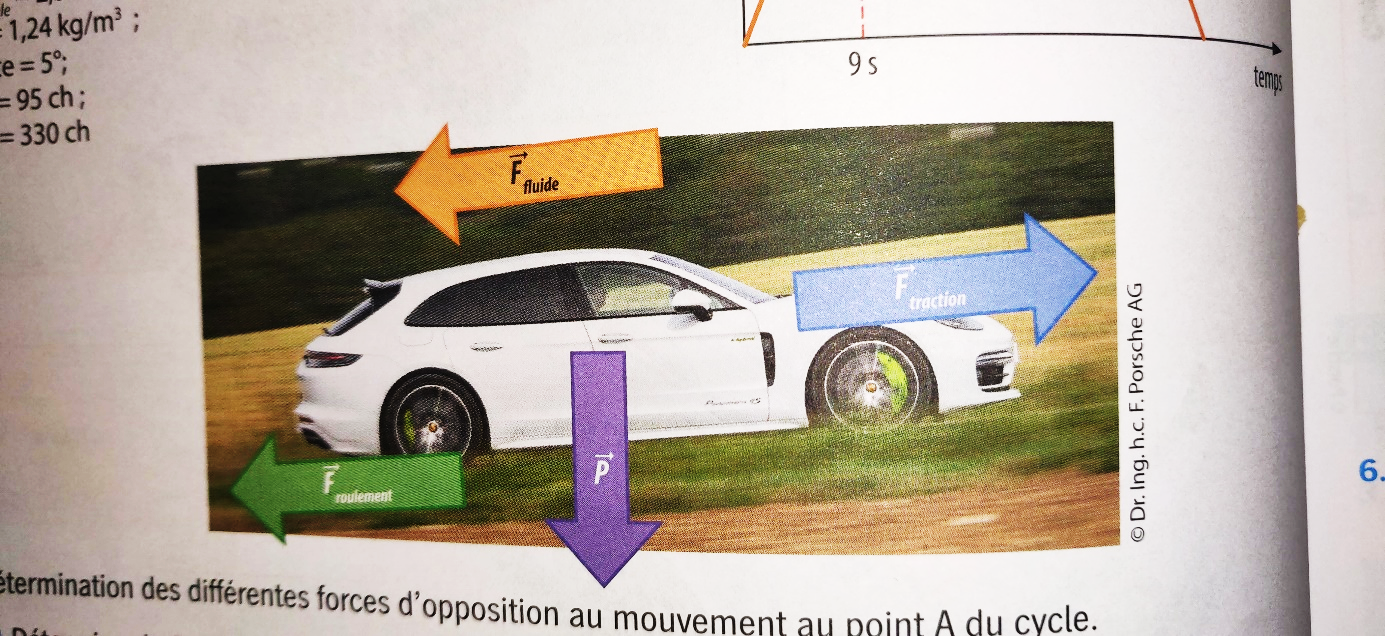 = 1,24 kg/m³ ;
te = 5°;
= 95 ch ;
= 330 ch
9 s
temps
F fluide
F traction
P
F roulement
© Dr. Ing. h.c. F. Porsche AG
6.
étermination des différentes forces d'opposition au mouvement au point A du cycle.